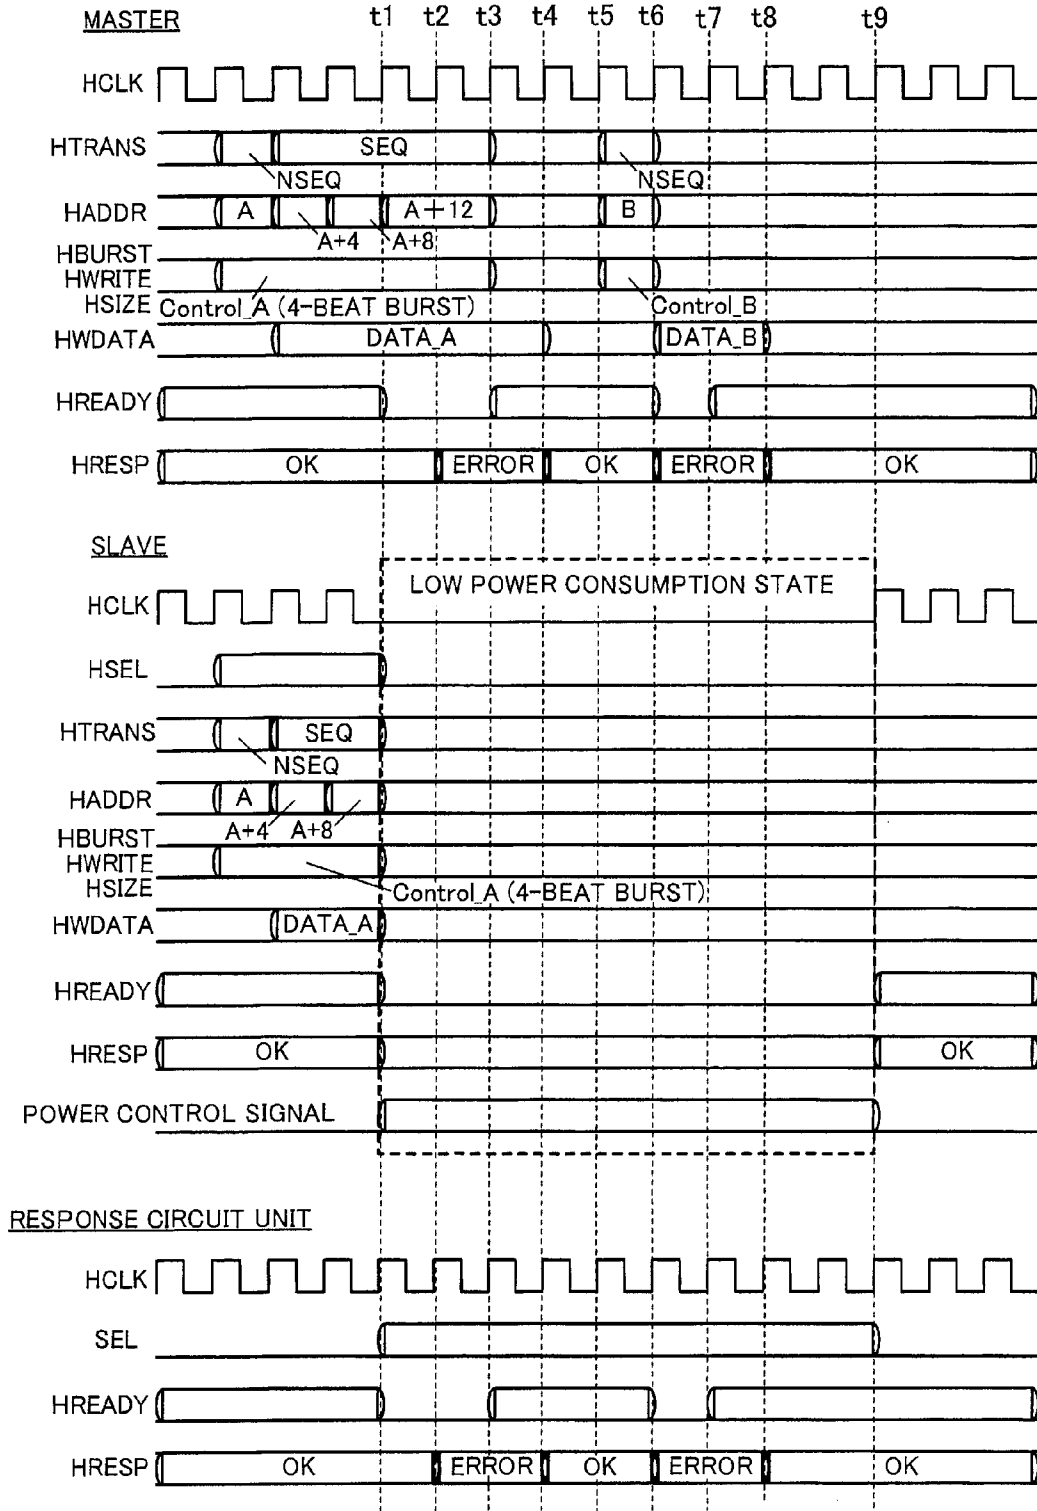 MASTER t1 t2 t3 t4 t5 t6 t7 t8 t9
HCLK
HTRANS SEQ
NSEQ NSEQ
HADDR A A+12 B
A+4 A+8
HBURST
HWRITE
HSIZE Control_A (4-BEAT BURST) Control_B
HWDATA DATA_A DATA_B
HREADY
HRESP OK ERROR OK ERROR OK
SLAVE
LOW POWER CONSUMPTION STATE
HCLK
HSEL
HTRANS SEQ
NSEQ
HADDR A
A+4 A+8
HBURST
HWRITE
HSIZE Control_A (4-BEAT BURST)
HWDATA DATA_A
HREADY
HRESP OK OK
POWER CONTROL SIGNAL
RESPONSE CIRCUIT UNIT
HCLK
SEL
HREADY
HRESP OK ERROR OK ERROR OK